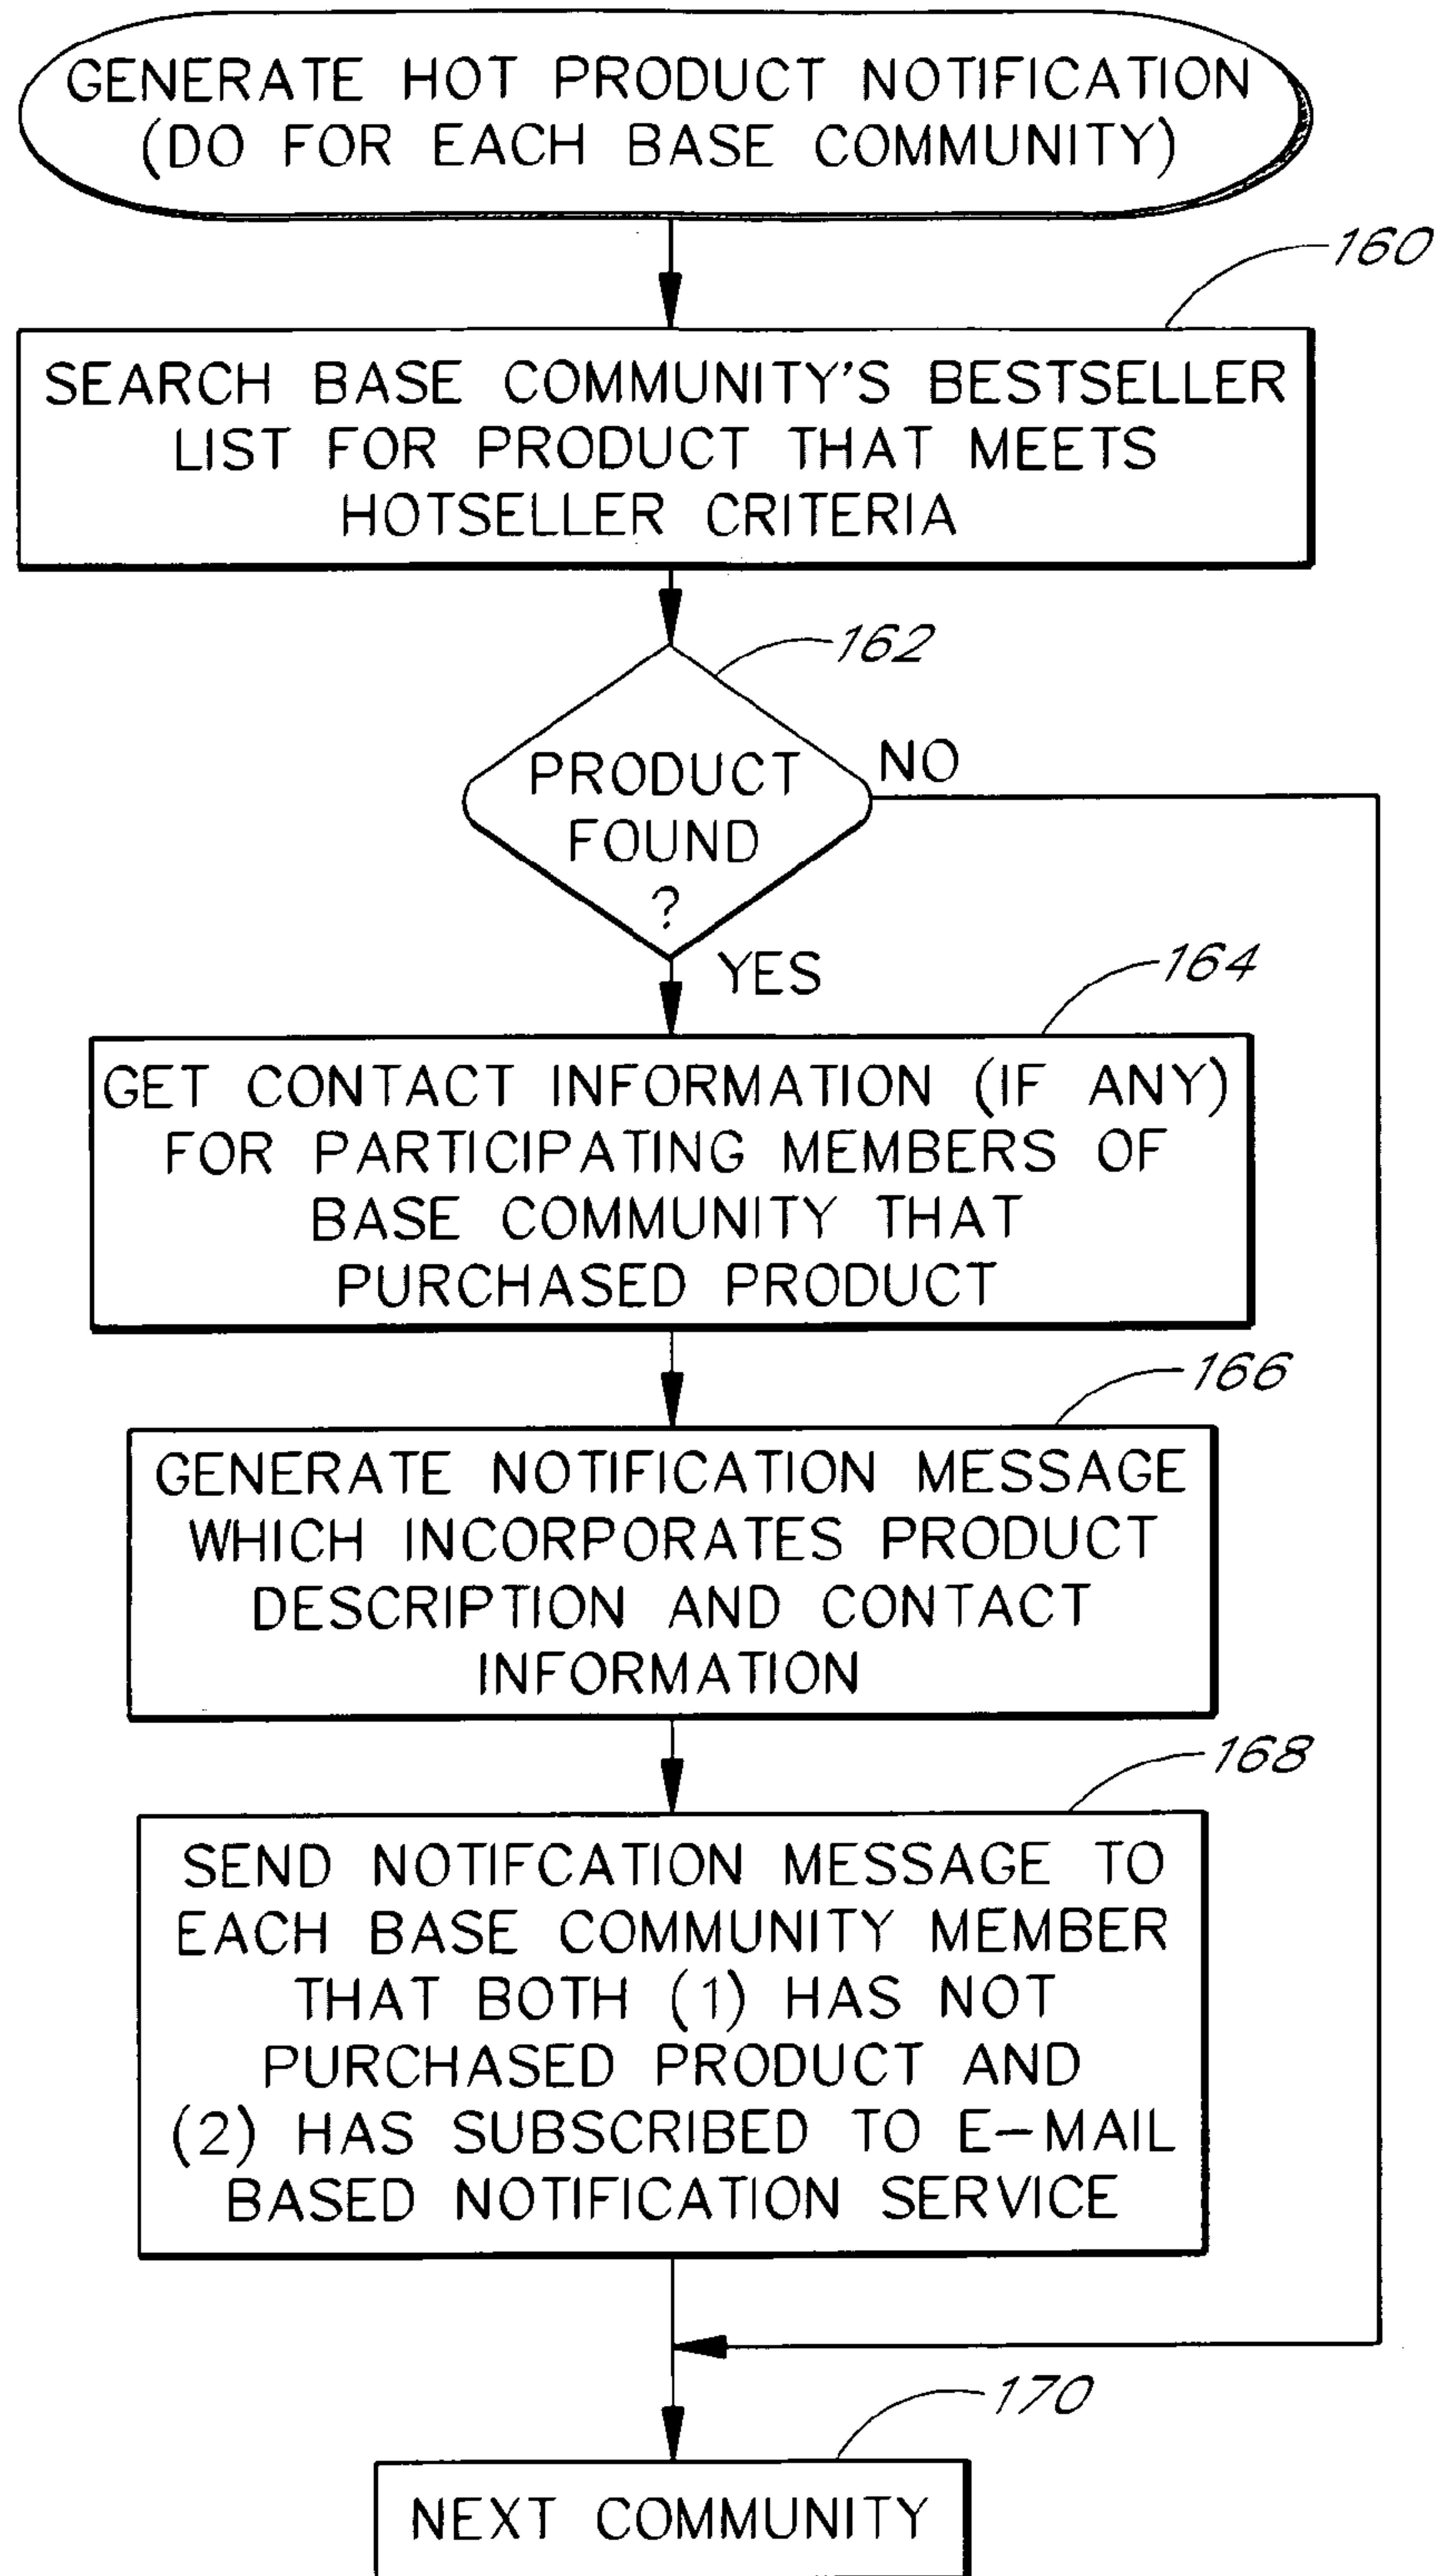 GENERATE HOT PRODUCT NOTIFICATION
(DO FOR EACH BASE COMMUNITY)
160
SEARCH BASE COMMUNITY'S BESTSELLER
LIST FOR PRODUCT THAT MEETS
HOTSELLER CRITERIA
162
PRODUCT
FOUND
?
NO
YES
164
GET CONTACT INFORMATION (IF ANY)
FOR PARTICIPATING MEMBERS OF
BASE COMMUNITY THAT
PURCHASED PRODUCT
166
GENERATE NOTIFICATION MESSAGE
WHICH INCORPORATES PRODUCT
DESCRIPTION AND CONTACT
INFORMATION
168
SEND NOTIFCATION MESSAGE TO
EACH BASE COMMUNITY MEMBER
THAT BOTH (1) HAS NOT
PURCHASED PRODUCT AND
(2) HAS SUBSCRIBED TO E-MAIL
BASED NOTIFICATION SERVICE
170
NEXT COMMUNITY